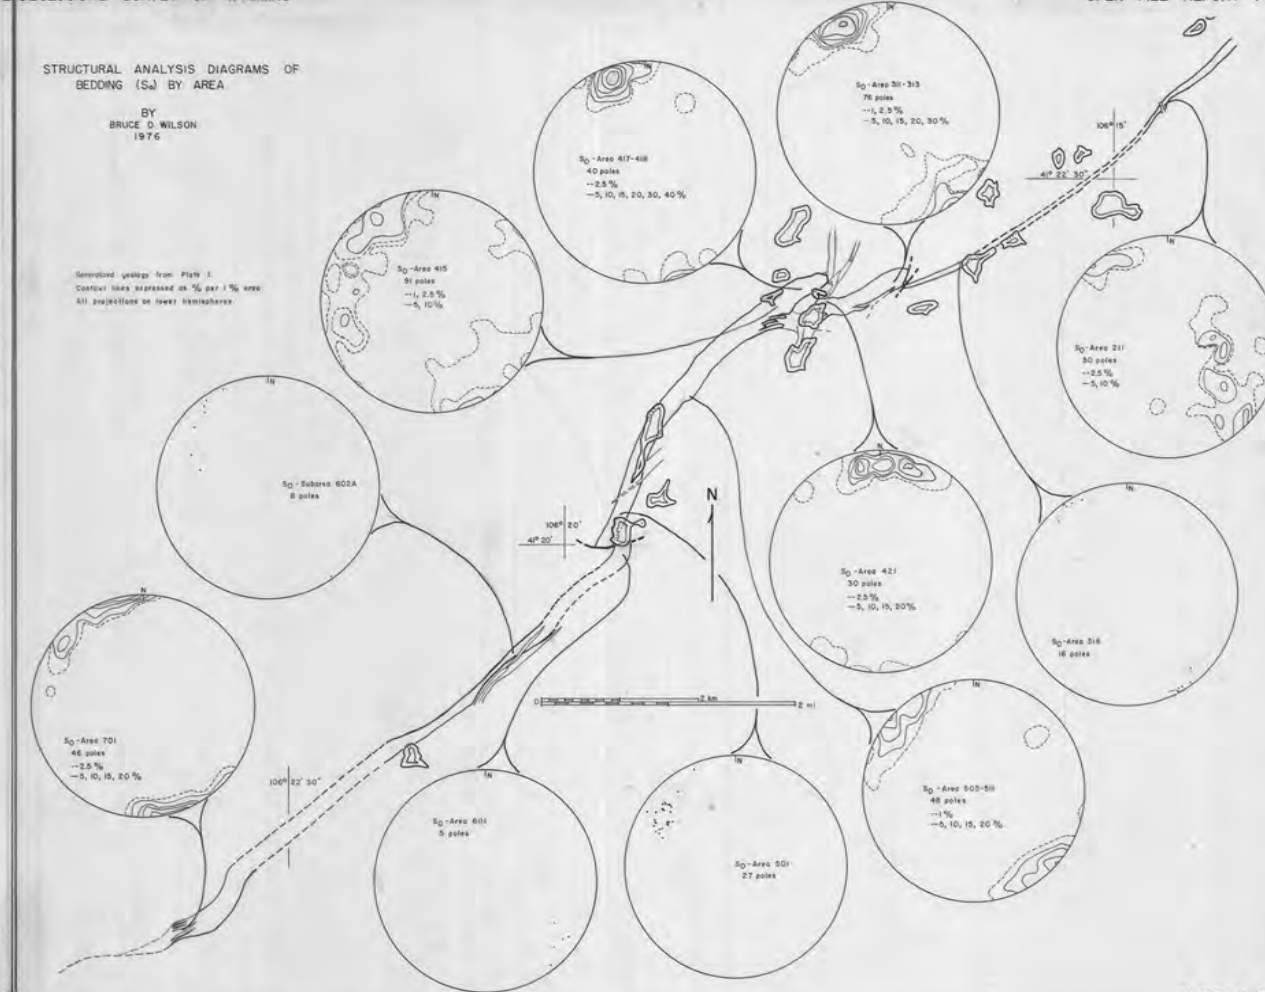 STRUCTURAL ANALYSIS DIAGRAMS OF
BEDDING (S₀) BY AREA
BY
BRUCE D WILSON
1976
Generalized geology from Plate 1.
Contour lines expressed as % per 1% area
All projections on lower hemispheres
N
S₀-Area 417-418
40 poles
--2.5%
—5, 10, 15, 20, 30, 40%
S₀-Area 311-313
76 poles
--1, 2.5%
—5, 10, 15, 20, 30%
106° 15'
41° 22' 30"
N
S₀-Area 415
91 poles
--1, 2.5%
—5, 10%
N
S₀-Area 211
30 poles
--2.5%
—5, 10%
N
S₀-Subarea 602A
8 poles
N
S₀-Area 421
30 poles
--2.5%
—5, 10, 15, 20%
N
106° 20'
41° 20'
N
S₀-Area 316
16 poles
N
S₀-Area 701
46 poles
--2.5%
—5, 10, 15, 20%
0
2 km
2 mi
106° 22' 30"
N
S₀-Area 601
5 poles
N
S₀-Area 501
27 poles
N
S₀-Area 505-511
48 poles
--1%
—5, 10, 15, 20%